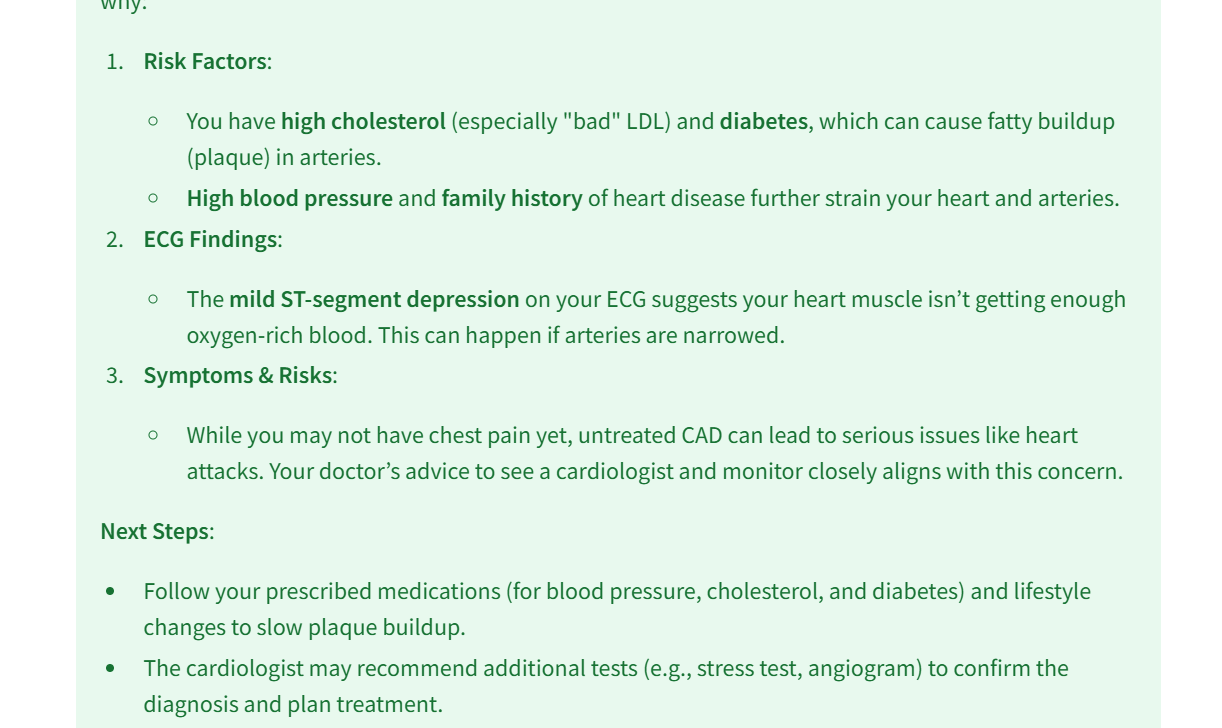 why:
1. Risk Factors:
○ You have high cholesterol (especially "bad" LDL) and diabetes, which can cause fatty buildup
(plaque) in arteries.
○ High blood pressure and family history of heart disease further strain your heart and arteries.
2. ECG Findings:
○ The mild ST-segment depression on your ECG suggests your heart muscle isn’t getting enough
oxygen-rich blood. This can happen if arteries are narrowed.
3. Symptoms & Risks:
○ While you may not have chest pain yet, untreated CAD can lead to serious issues like heart
attacks. Your doctor’s advice to see a cardiologist and monitor closely aligns with this concern.
Next Steps:
• Follow your prescribed medications (for blood pressure, cholesterol, and diabetes) and lifestyle
changes to slow plaque buildup.
• The cardiologist may recommend additional tests (e.g., stress test, angiogram) to confirm the
diagnosis and plan treatment.